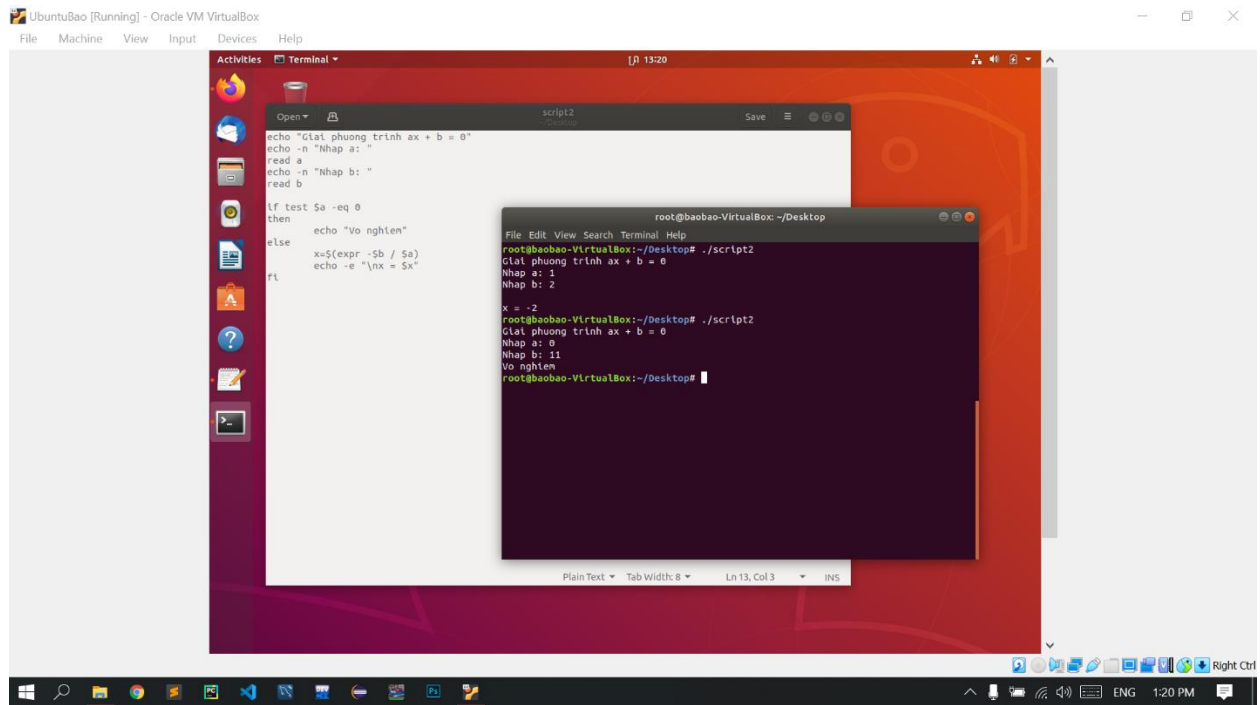 UbuntuBao [Running] - Oracle VM VirtualBox
File Machine View Input Devices Help
Activities Terminal 13:20
Open script2 Save
~/Desktop
echo "Giai phuong trinh ax + b = 0"
echo -n "Nhap a: "
read a
echo -n "Nhap b: "
read b
if test $a -eq 0
then
echo "Vo nghiem"
else
x=$(expr -$b / $a)
echo -e "\nx = $x"
fi
Plain Text Tab Width: 8 Ln 13, Col 3 INS
root@baobao-VirtualBox: ~/Desktop
File Edit View Search Terminal Help
root@baobao-VirtualBox:~/Desktop# ./script2
Giai phuong trinh ax + b = 0
Nhap a: 1
Nhap b: 2
x = -2
root@baobao-VirtualBox:~/Desktop# ./script2
Giai phuong trinh ax + b = 0
Nhap a: 0
Nhap b: 11
Vo nghiem
root@baobao-VirtualBox:~/Desktop#
Right Ctrl
PC
Ps
ENG 1:20 PM